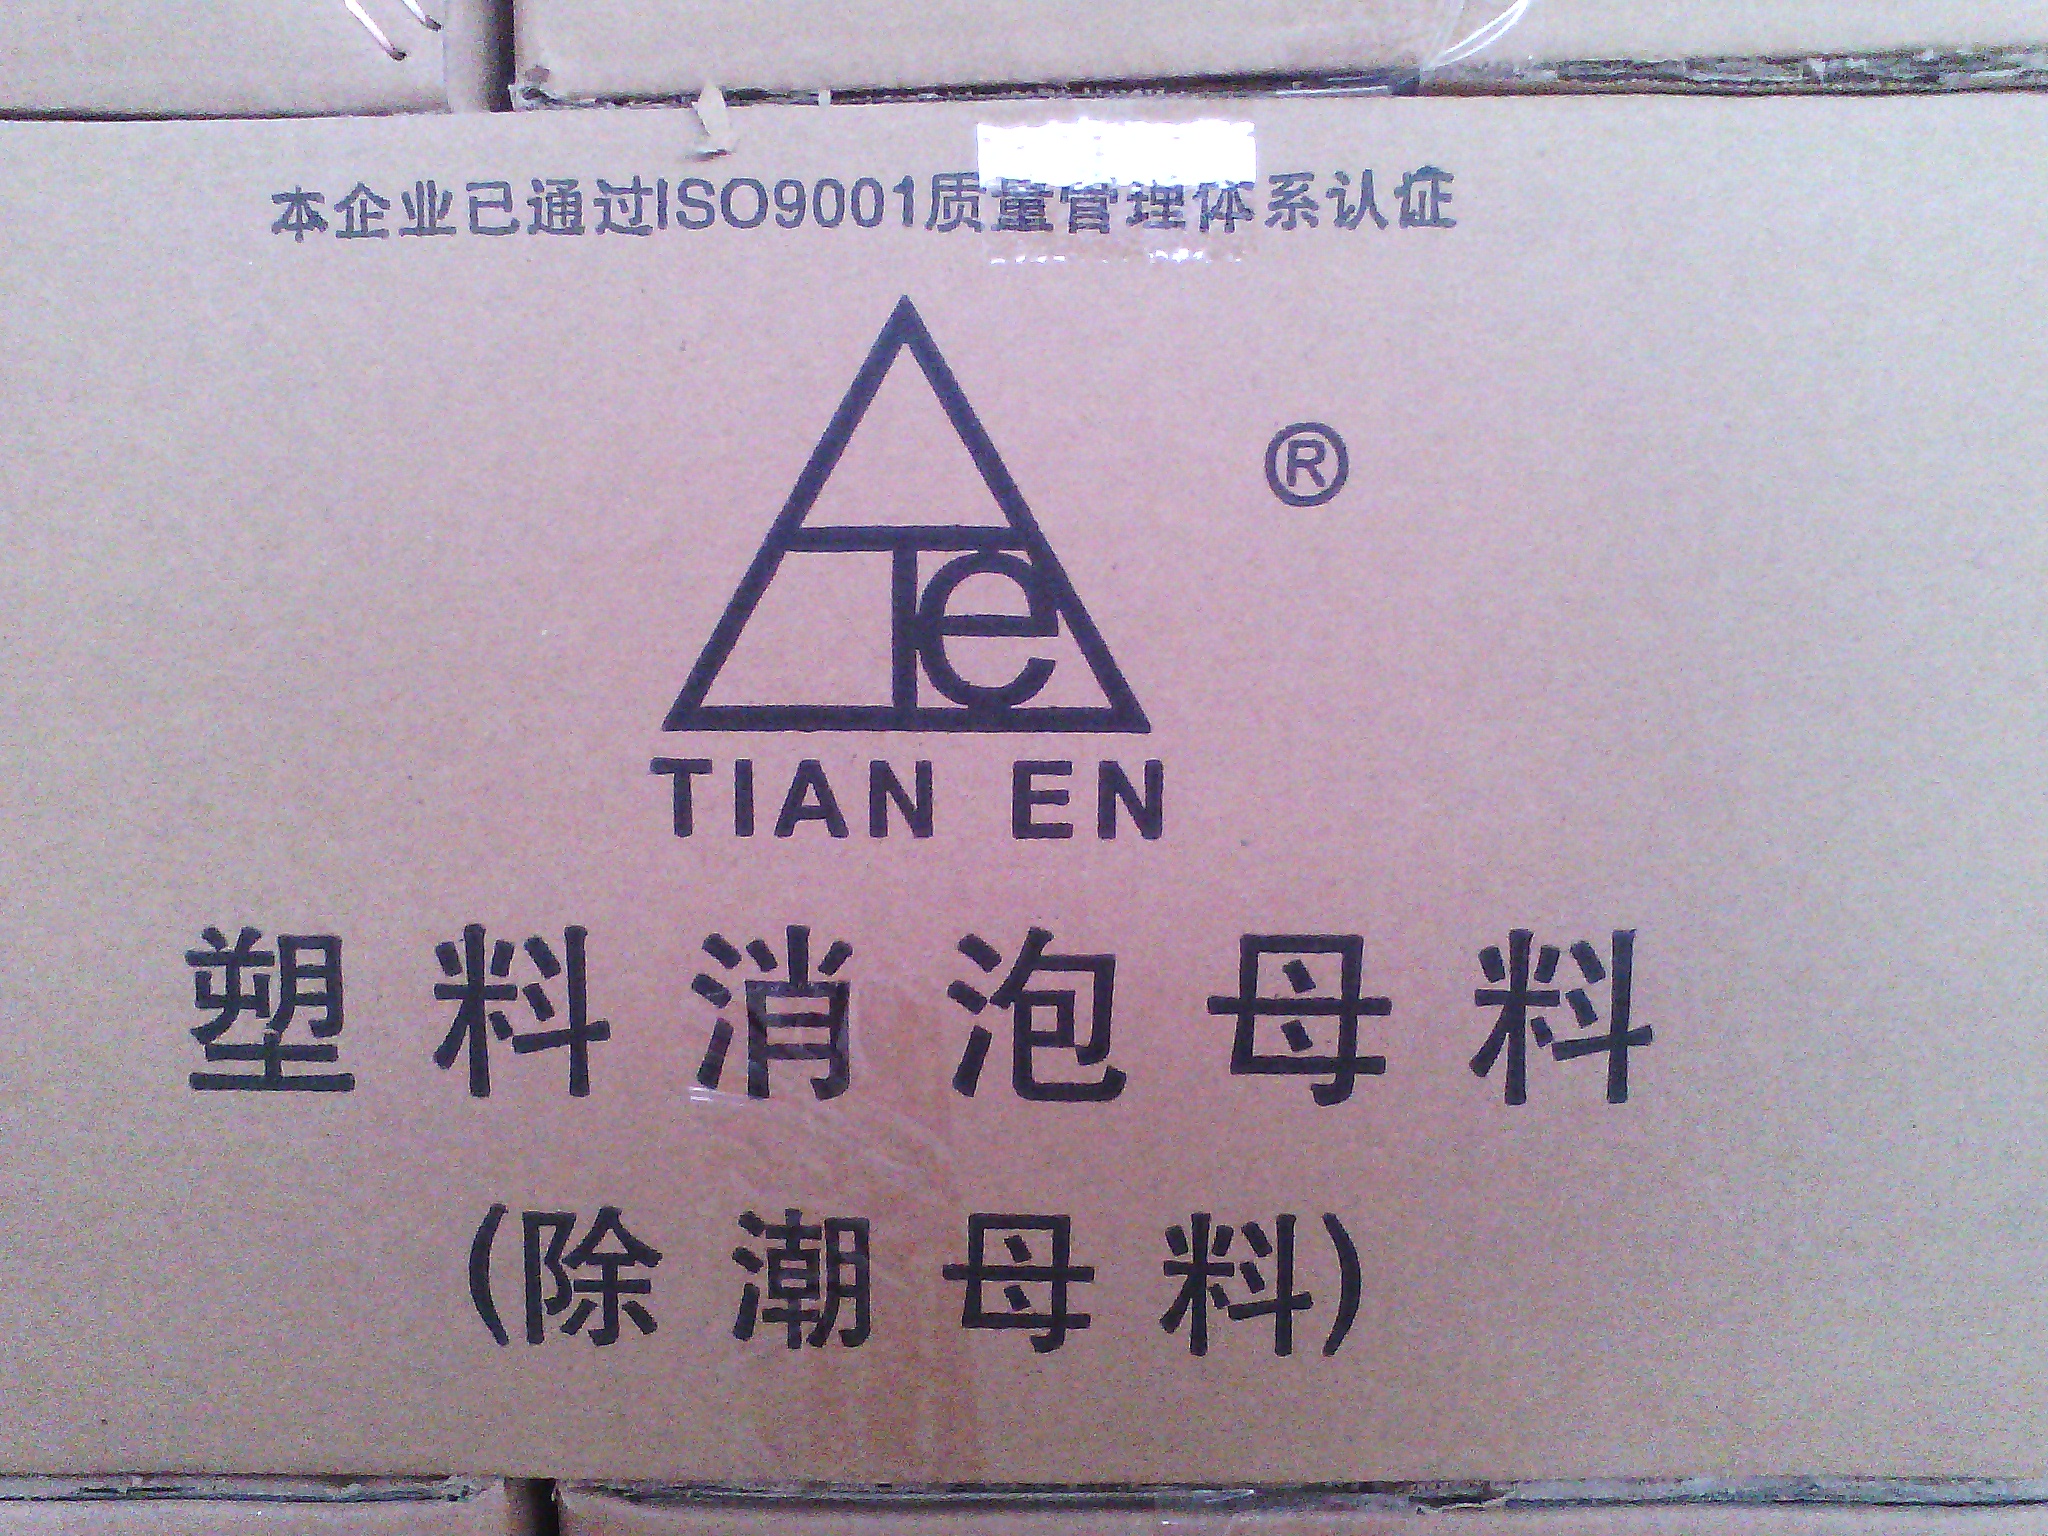 本企业已通过ISO9001质量管理体系认证
®
Te
TIAN EN
塑料消泡母料
(除潮母料)